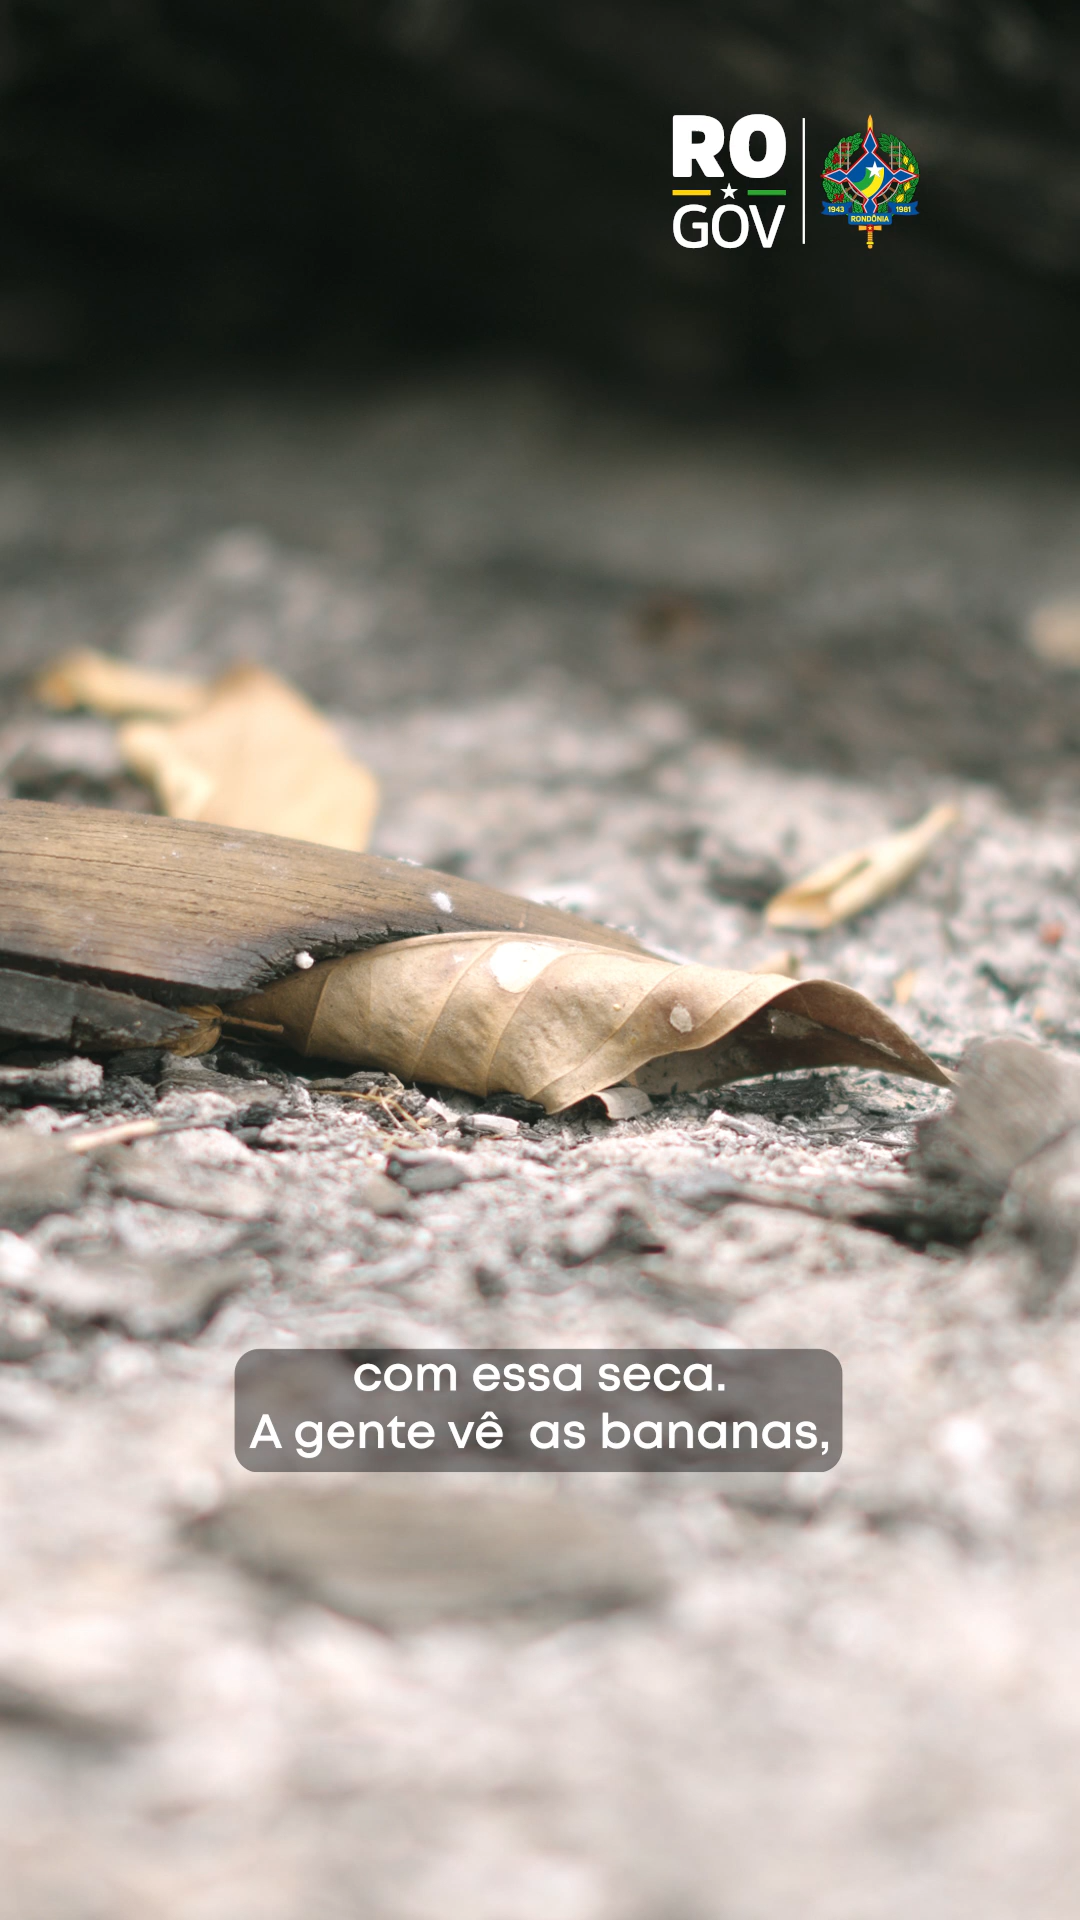 RO
GOV
1943
1981
RONDÔNIA
com essa seca.
A gente vê as bananas,